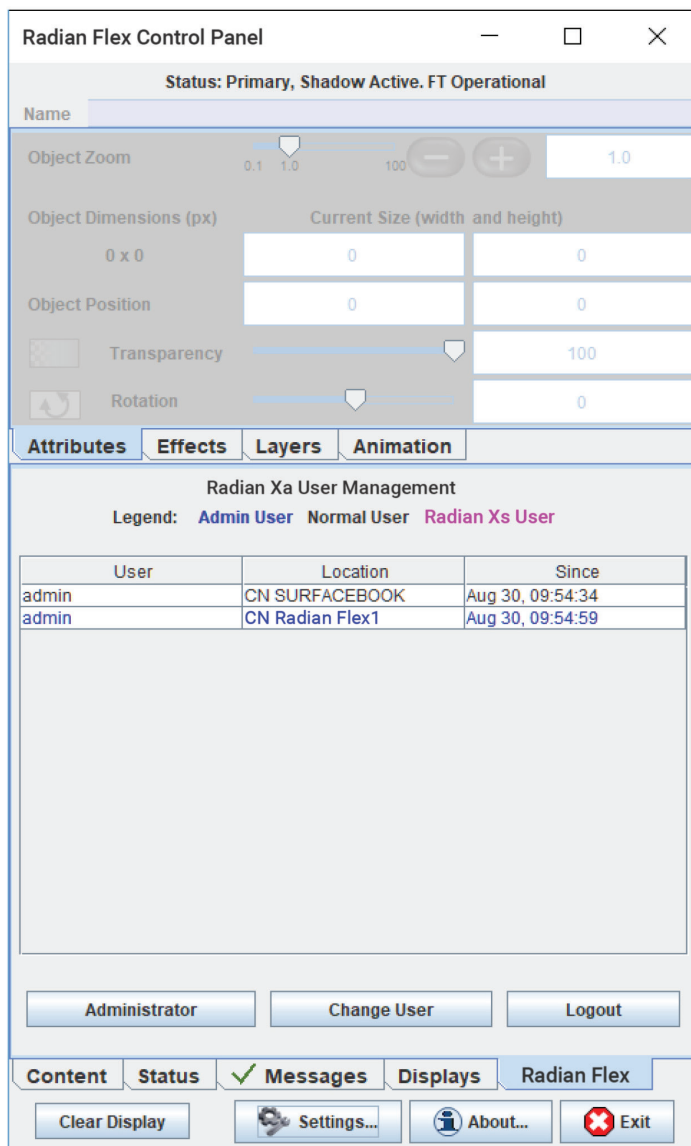 Radian Flex Control Panel
Status: Primary, Shadow Active. FT Operational
Name
Object Zoom 0.1 1.0 100 1.0
Object Dimensions (px) Current Size (width and height)
0 x 0 0 0
Object Position 0 0
Transparency 100
Rotation 0
Attributes Effects Layers Animation
Radian Xa User Management
Legend: Admin User Normal User Radian Xs User
User Location Since
admin CN SURFACEBOOK Aug 30, 09:54:34
admin CN Radian Flex1 Aug 30, 09:54:59
Administrator Change User Logout
Content Status Messages Displays Radian Flex
Clear Display Settings... About... Exit